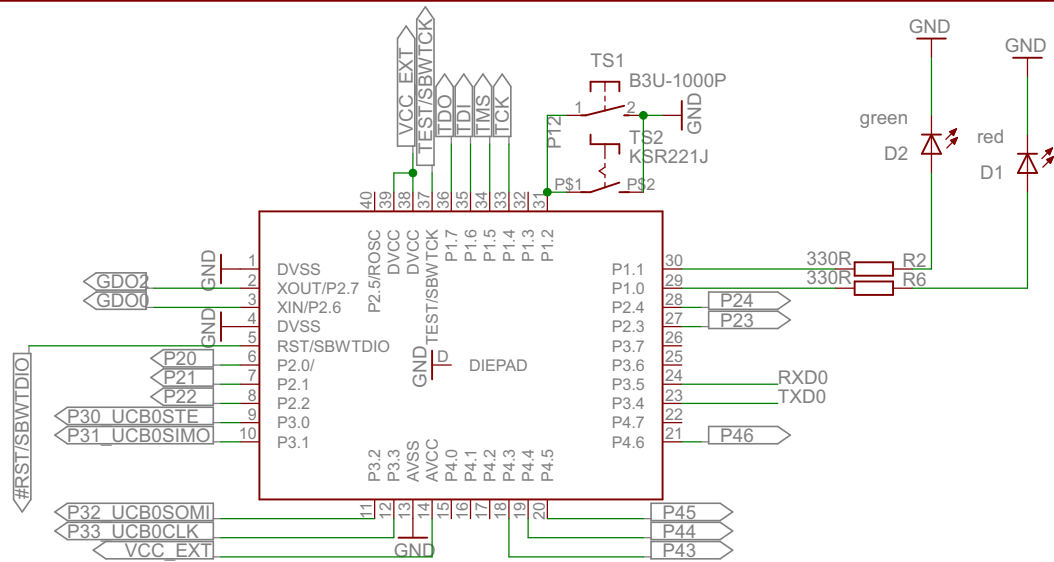 GND
GND
VCC_EXT
TEST/SBWTCK
TDO
TDI
TMS
TCK
TS1
B3U-1000P
1
2
P12
GND
TS2
KSR221J
P$1
P$2
green
D2
red
D1
40
39
38
37
36
35
34
33
32
31
P2.5/ROSC
DVCC
DVCC
TEST/SBWTCK
P1.7
P1.6
P1.5
P1.4
P1.3
P1.2
GND
1 DVSS
GDO2 2 XOUT/P2.7
GDO0 3 XIN/P2.6
GND
4 DVSS
5 RST/SBWTDIO
#RST/SBWTDIO
P20 6 P2.0/
P21 7 P2.1
P22 8 P2.2
P30_UCB0STE 9 P3.0
P31_UCB0SIMO 10 P3.1
GND D DIEPAD
P1.1 30 330R R2
P1.0 29 330R R6
P2.4 28 P24
P2.3 27 P23
P3.7 26
P3.6 25
P3.5 24 RXD0
P3.4 23 TXD0
P4.7 22
P4.6 21 P46
P3.2
P3.3
AVSS
AVCC
P4.0
P4.1
P4.2
P4.3
P4.4
P4.5
11
12
13
14
15
16
17
18
19
20
P32_UCB0SOMI
P33_UCB0CLK
VCC_EXT
GND
P45
P44
P43